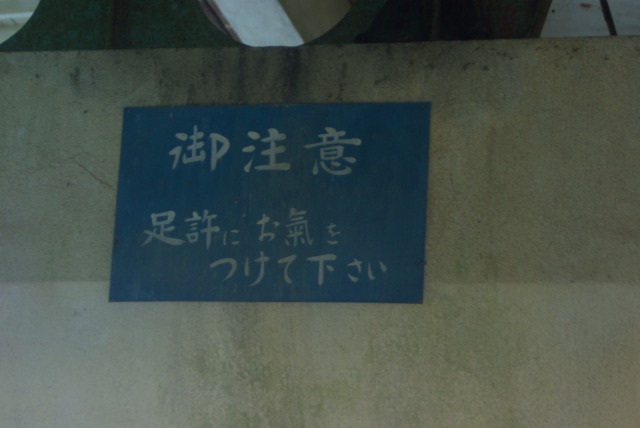 御注意
足許にお氣を
つけて下さい